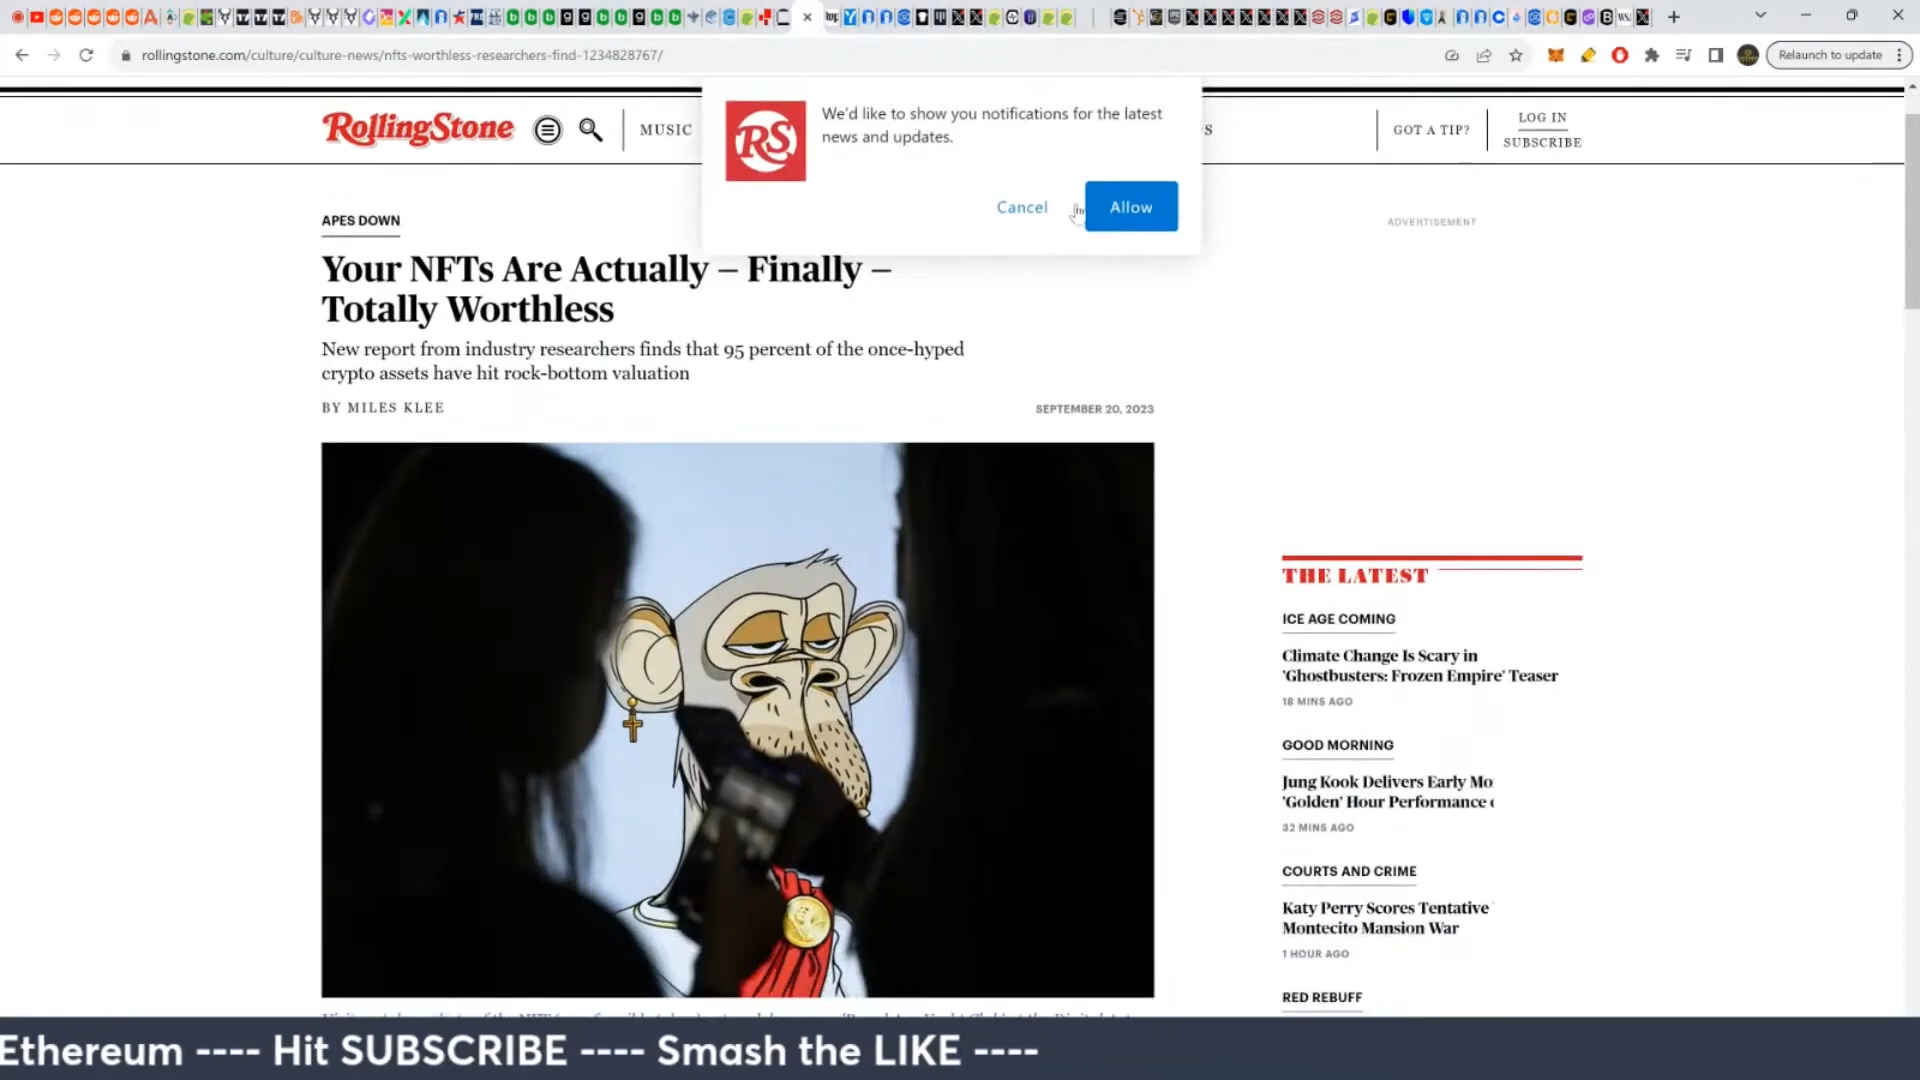 rollingstone.com/culture/culture-news/nfts-worthless-researchers-find-1234828767/
Relaunch to update
We'd like to show you notifications for the latest
news and updates.
Cancel
Allow
RS
RollingStone
MUSIC
S
GOT A TIP?
LOG IN
SUBSCRIBE
APES DOWN
ADVERTISEMENT
Your NFTs Are Actually – Finally –
Totally Worthless
New report from industry researchers finds that 95 percent of the once-hyped
crypto assets have hit rock-bottom valuation
BY MILES KLEE
SEPTEMBER 20, 2023
THE LATEST
ICE AGE COMING
Climate Change Is Scary in
'Ghostbusters: Frozen Empire' Teaser
18 MINS AGO
GOOD MORNING
Jung Kook Delivers Early Mo
'Golden' Hour Performance
32 MINS AGO
COURTS AND CRIME
Katy Perry Scores Tentative
Montecito Mansion War
1 HOUR AGO
RED REBUFF
Ethereum ---- Hit SUBSCRIBE ---- Smash the LIKE ----